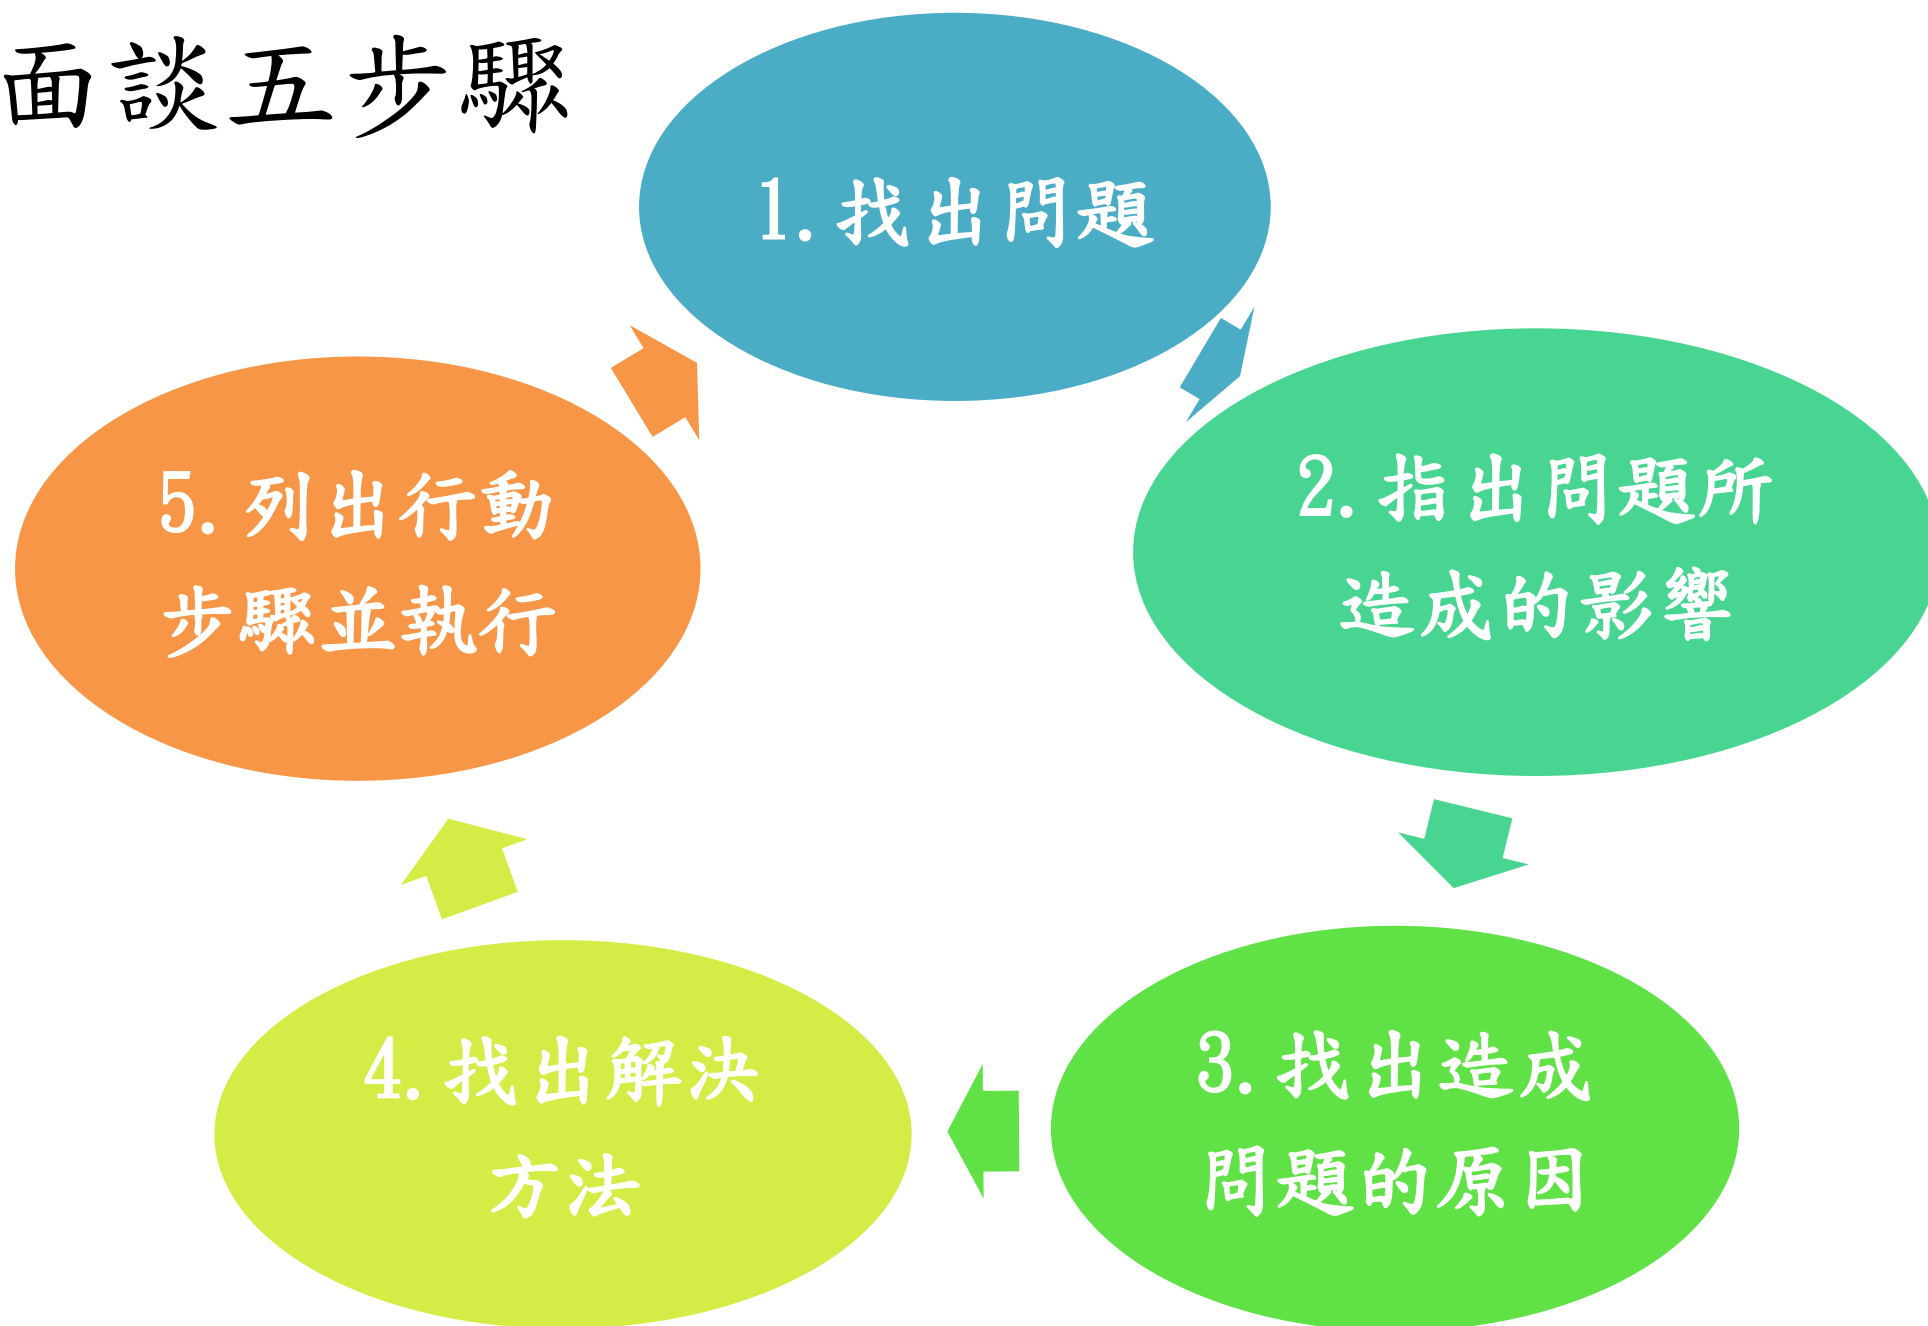 面談五步驟
1.找出問題
2.指出問題所
造成的影響
3.找出造成
問題的原因
4.找出解決
方法
5.列出行動
步驟並執行